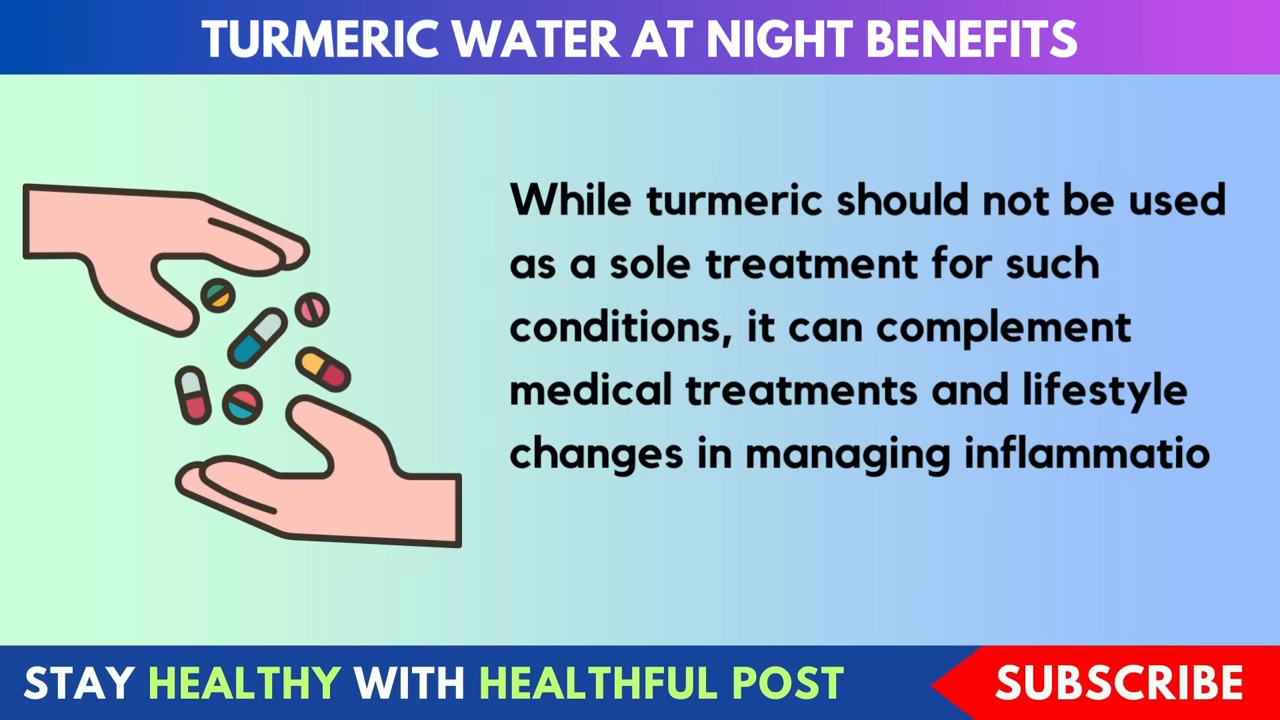 TURMERIC WATER AT NIGHT BENEFITS
While turmeric should not be used
as a sole treatment for such
conditions, it can complement
medical treatments and lifestyle
changes in managing inflammatio
STAY HEALTHY WITH HEALTHFUL POST
SUBSCRIBE